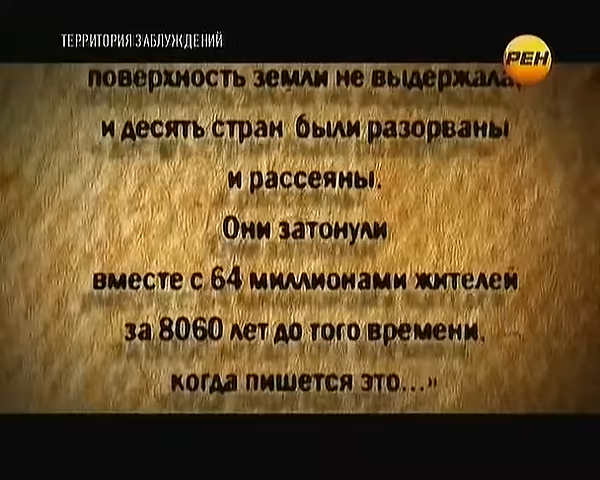 ТЕРРИТОРИЯ ЗАБЛУЖДЕНИЙ
РЕН
поверхность земли не выдержала,
и десять стран были разорваны
и рассеяны.
Они затонули
вместе с 64 миллионами жителей
за 8060 лет до того времени,
когда пишется это...»